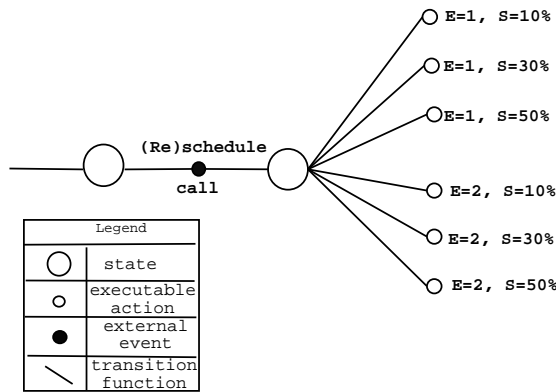 E=1, S=10%
E=1, S=30%
E=1, S=50%
(Re)schedule
call
E=2, S=10%
E=2, S=30%
E=2, S=50%
Legend
state
executable
action
external
event
transition
function